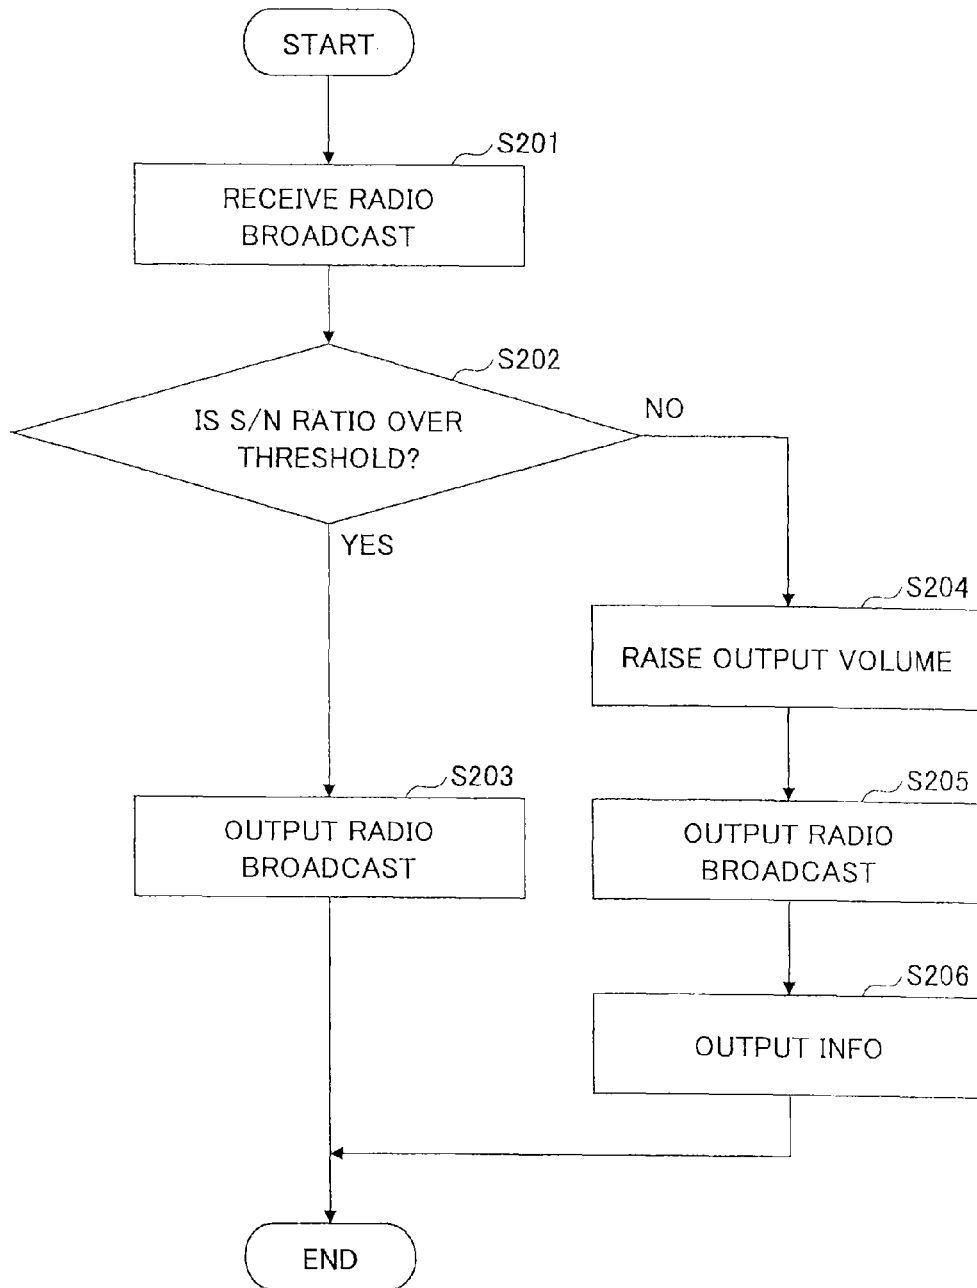 START
S201
RECEIVE RADIO
BROADCAST
S202
IS S/N RATIO OVER
THRESHOLD?
NO
YES
S204
RAISE OUTPUT VOLUME
S203
OUTPUT RADIO
BROADCAST
S205
OUTPUT RADIO
BROADCAST
S206
OUTPUT INFO
END